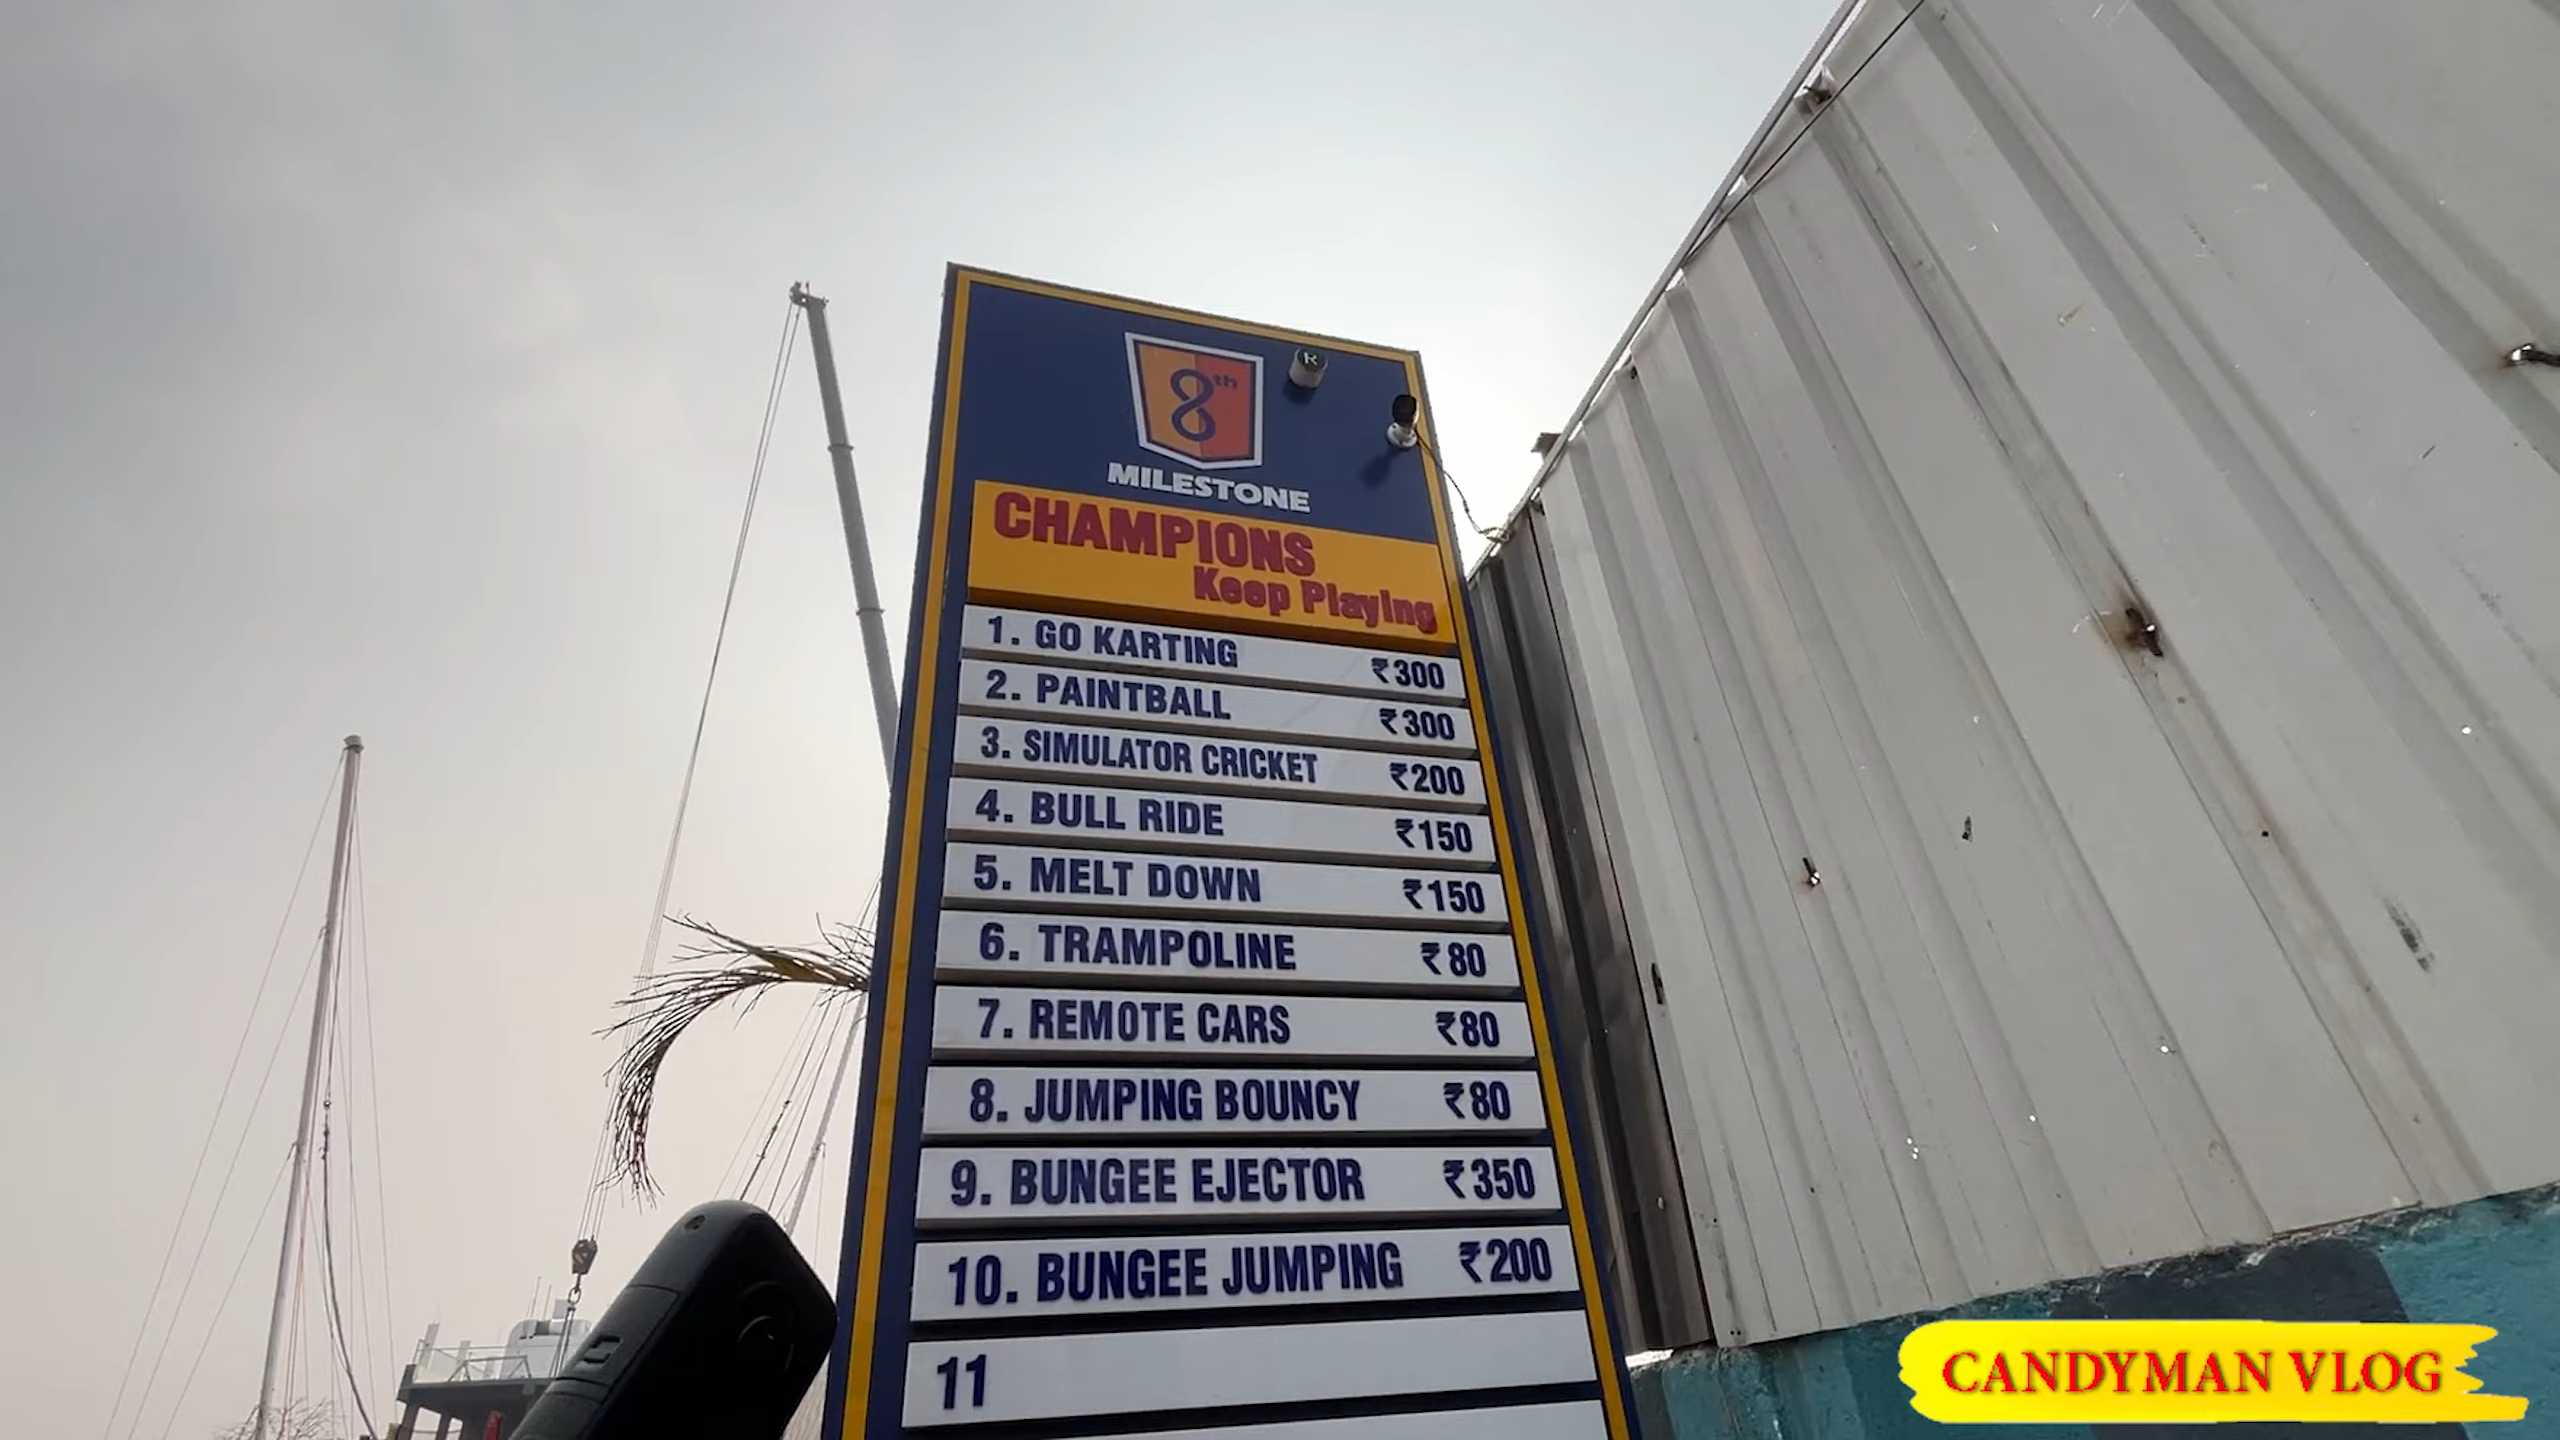 8th
MILESTONE
CHAMPIONS
Keep Playing
1. GO KARTING ₹300
2. PAINTBALL ₹300
3. SIMULATOR CRICKET ₹200
4. BULL RIDE ₹150
5. MELT DOWN ₹150
6. TRAMPOLINE ₹80
7. REMOTE CARS ₹80
8. JUMPING BOUNCY ₹80
9. BUNGEE EJECTOR ₹350
10. BUNGEE JUMPING ₹200
11
CANDYMAN VLOG